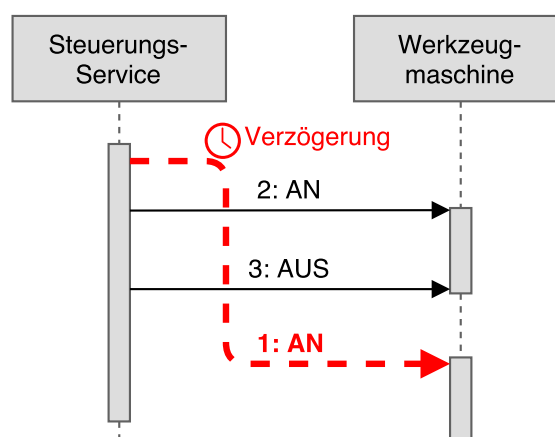 Steuerungs-
Service
Werkzeug-
maschine
Verzögerung
2: AN
3: AUS
1: AN